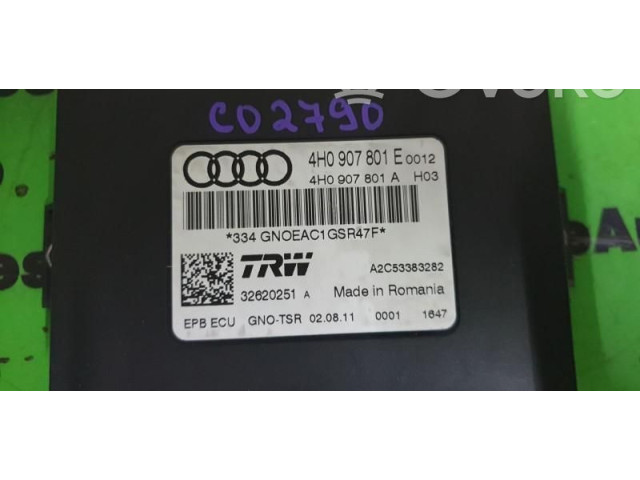 CO2790
4H0 907 801 E 0012
4H0 907 801 A H03
*334 GNOEAC1GSR47F*
TRW
A2C53383282
32620251 A Made in Romania
EPB ECU GNO-TSR 02.08.11 0001 1647